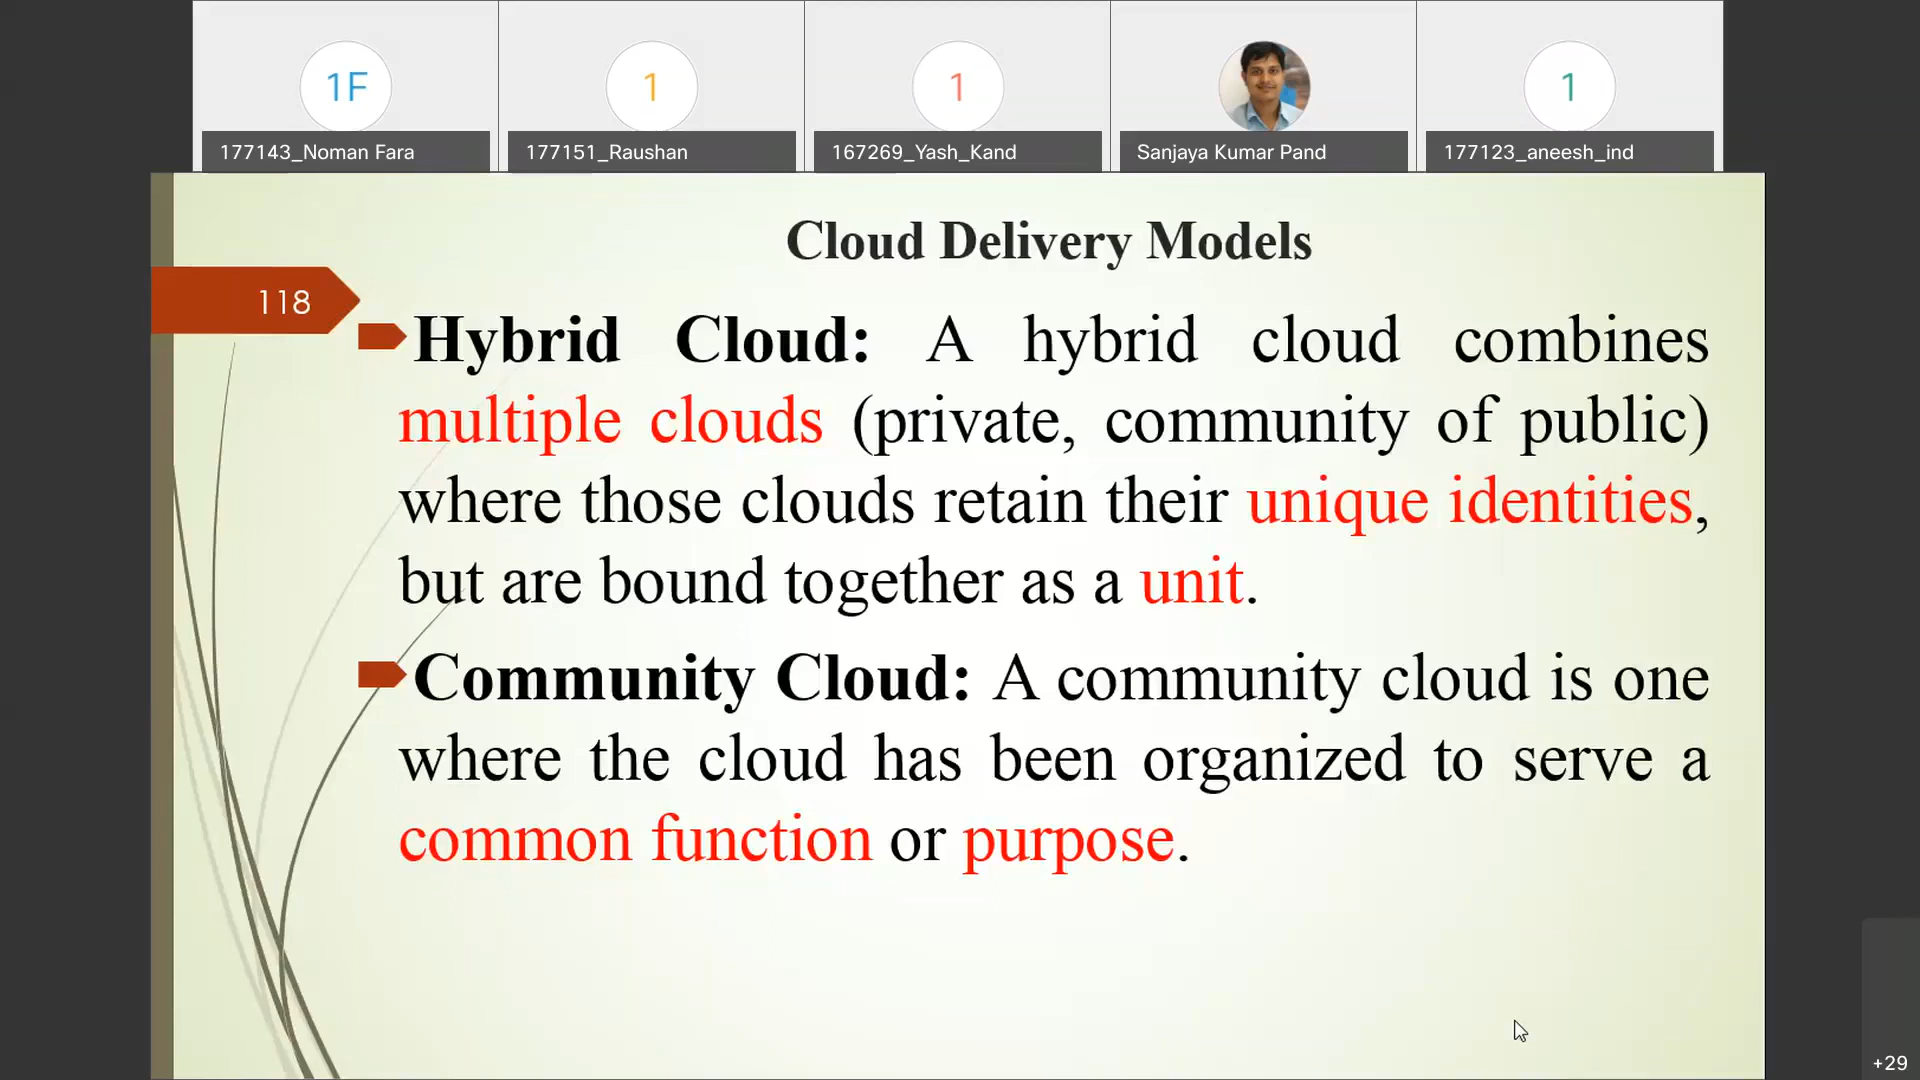 1F
1
1
1
177143_Noman Fara
177151_Raushan
167269_Yash_Kand
Sanjaya Kumar Pand
177123_aneesh_ind
Cloud Delivery Models
118
Hybrid Cloud: A hybrid cloud combines
multiple clouds (private, community of public)
where those clouds retain their unique identities,
but are bound together as a unit.
Community Cloud: A community cloud is one
where the cloud has been organized to serve a
common function or purpose.
+29